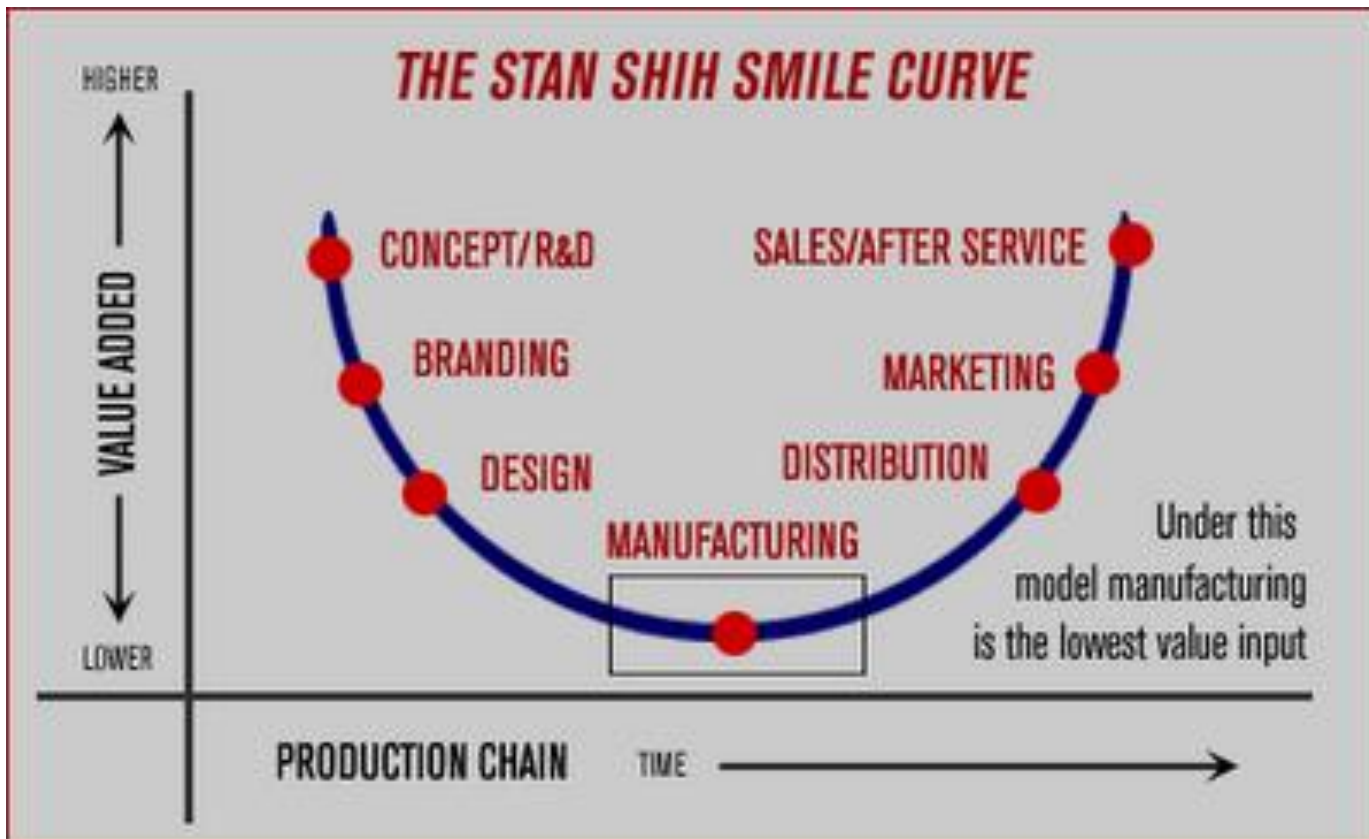 THE STAN SHIH SMILE CURVE
HIGHER
VALUE ADDED
LOWER
CONCEPT/R&D
BRANDING
DESIGN
MANUFACTURING
SALES/AFTER SERVICE
MARKETING
DISTRIBUTION
Under this
model manufacturing
is the lowest value input
PRODUCTION CHAIN TIME